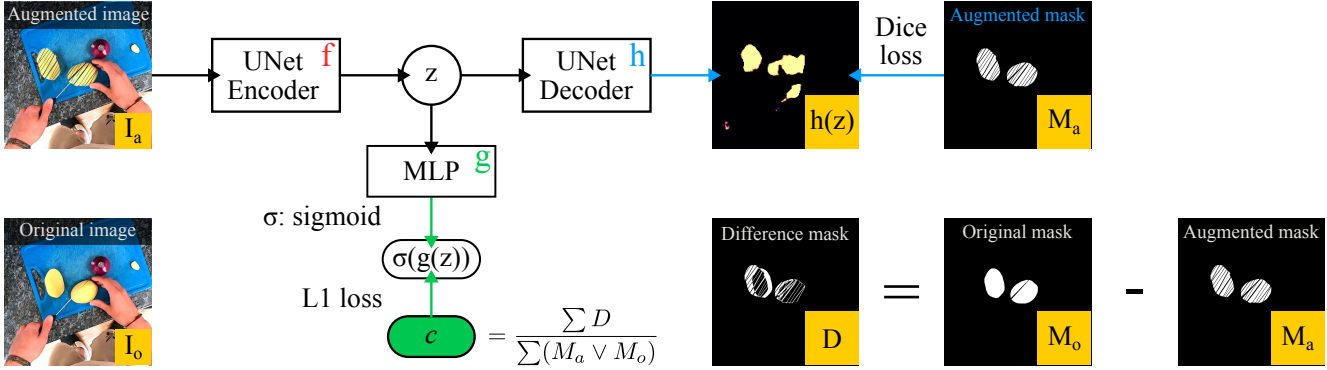 Augmented image
I_a
UNet
Encoder
f
z
UNet
Decoder
h
h(z)
Dice
loss
Augmented mask
M_a
MLP
g
σ: sigmoid
σ(g(z))
L1 loss
c = ∑ D / ∑(M_a ∨ M_o)
Original image
I_o
Difference mask
D
=
Original mask
M_o
-
Augmented mask
M_a